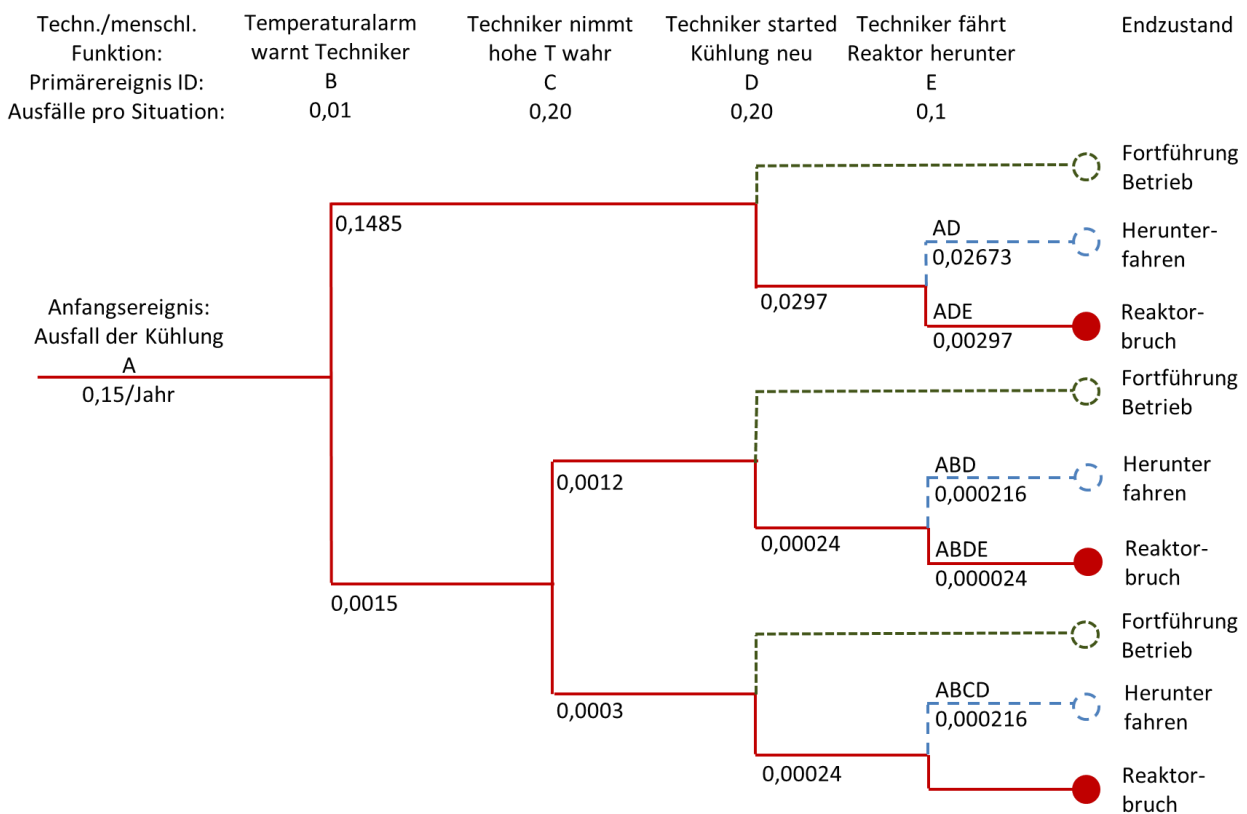 Techn./menschl.
Funktion:
Primärereignis ID:
Ausfälle pro Situation:
Temperaturalarm
warnt Techniker
B
0,01
Techniker nimmt
hohe T wahr
C
0,20
Techniker started
Kühlung neu
D
0,20
Techniker fährt
Reaktor herunter
E
0,1
Endzustand
Anfangsereignis:
Ausfall der Kühlung
A
0,15/Jahr
0,1485
0,0015
0,0012
0,0003
0,0297
0,00024
0,00024
AD
0,02673
ADE
0,00297
ABD
0,000216
ABDE
0,000024
ABCD
0,000216
Fortführung
Betrieb
Herunter-
fahren
Reaktor-
bruch
Fortführung
Betrieb
Herunter
fahren
Reaktor-
bruch
Fortführung
Betrieb
Herunter
fahren
Reaktor-
bruch